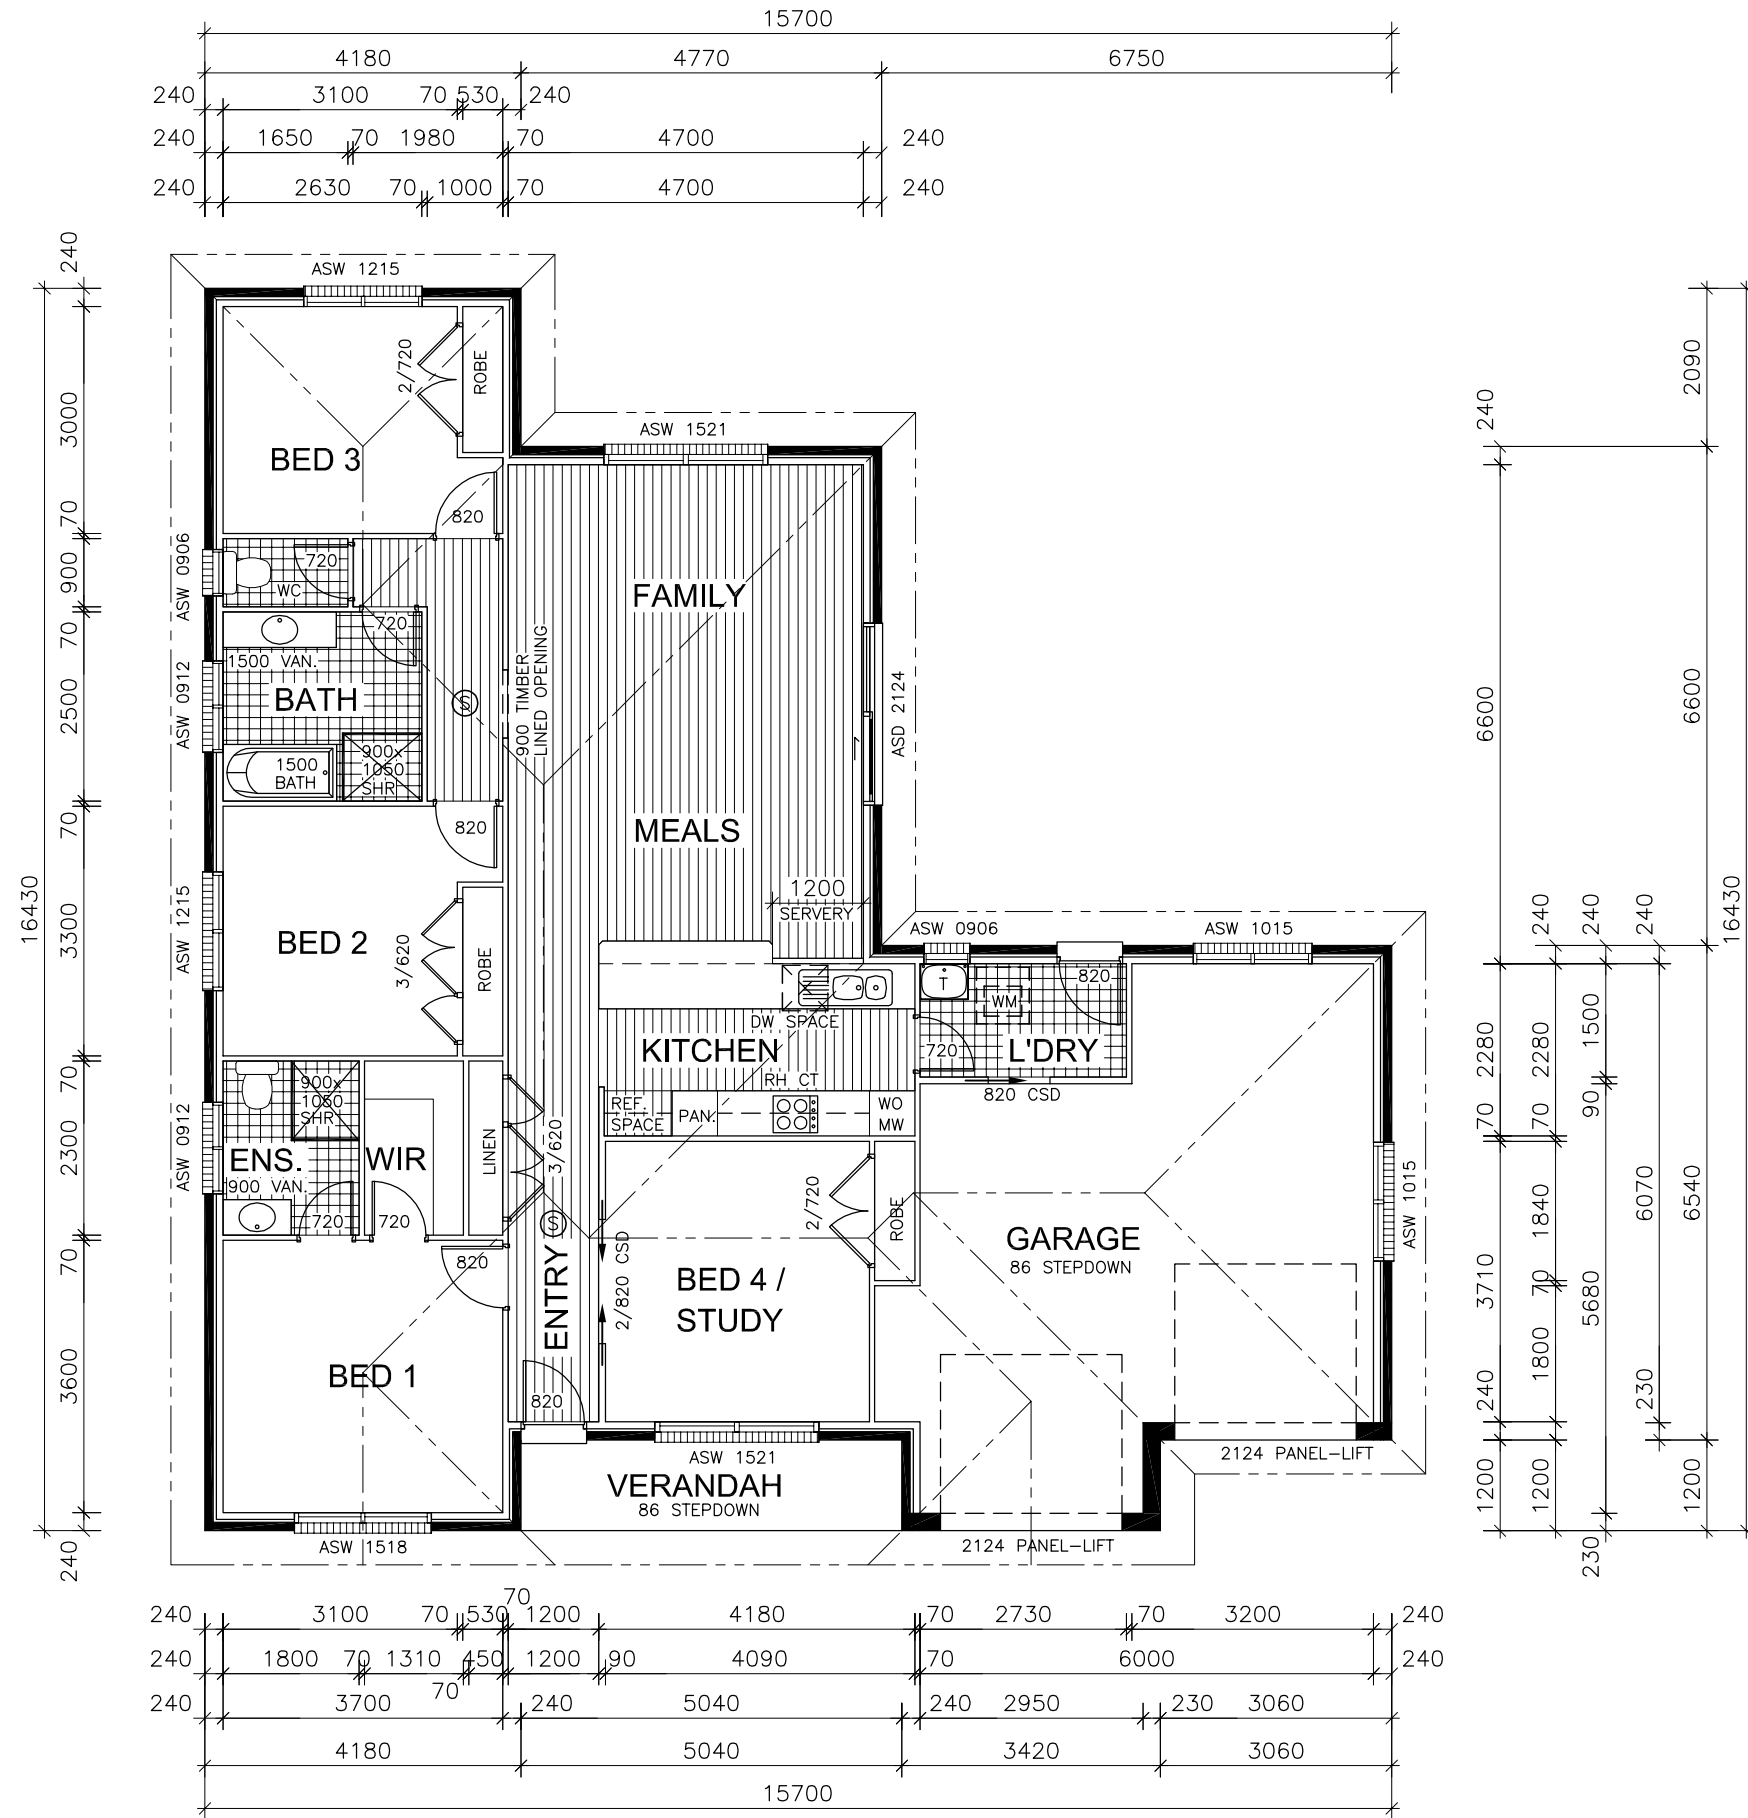 15700
4180 4770 6750
240 3100 70 530 240
240 1650 70 1980 70 4700 240
240 2630 70 1000 70 4700 240
240
3000
70
900
70
2500
70
3300
70
2300
70
3600
240
16430
ASW 1215
2/720
ROBE
BED 3
820
ASW 1521
ASW 0906
720
WC
FAMILY
720
1500 VAN.
BATH
ASW 0912
S
900 TIMBER
LINED OPENING
ASD 2124
900x
1050
SHR
1500
BATH
820
MEALS
1200
SERVERY
ASW 1215
BED 2
3/620
ROBE
ASW 0906
ASW 1015
T
WM
820
DW SPACE
KITCHEN
720
L'DRY
RH CT
820 CSD
900x
1050
SHR
REF.
SPACE
PAN.
WO
MW
ASW 0912
ENS.
900 VAN.
WIR
LINEN
3/620
720
720
2/720
ROBE
S
ASW 1015
GARAGE
86 STEPDOWN
820
ENTRY
2/820 CSD
BED 4 /
STUDY
BED 1
820
ASW 1521
VERANDAH
86 STEPDOWN
2124 PANEL-LIFT
ASW 1518
2124 PANEL-LIFT
240
6600
2280
70
3710
240
1200
240
2280
70
1840
70
1800
1200
240
1500
90
5680
230
240
6070
230
2090
6600
6540
1200
16430
70
240 3100 70 530 1200 4180 70 2730 70 3200 240
240 1800 70 1310 450 1200 90 4090 70 6000 240
70
240 3700 240 5040 240 2950 230 3060
4180 5040 3420 3060
15700